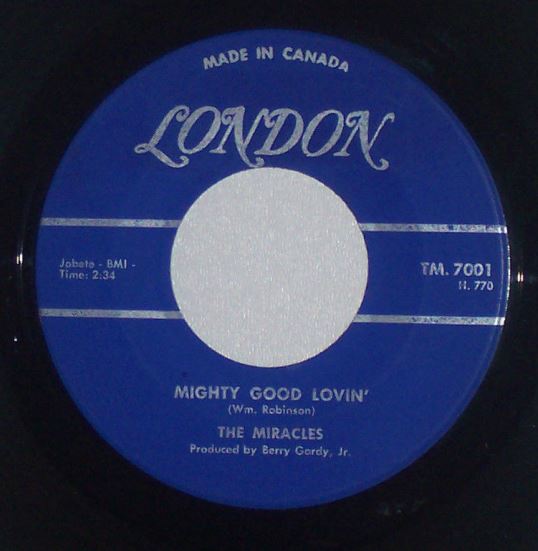 MADE IN CANADA
LONDON
Jobete - BMI -
Time: 2:34
TM. 7001
H. 770
MIGHTY GOOD LOVIN'
(Wm. Robinson)
THE MIRACLES
Produced by Berry Gordy, Jr.